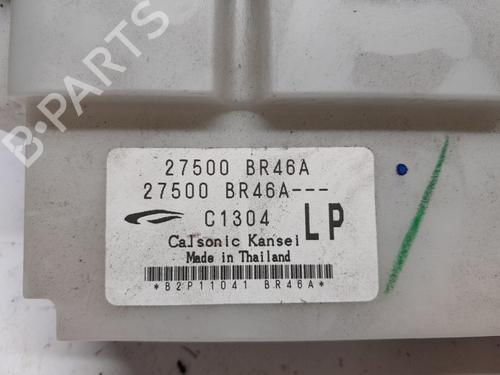 B-PARTS
27500 BR46A
27500 BR46A---
C1304 LP
Calsonic Kansei
Made in Thailand
*B2P11041 BR46A*